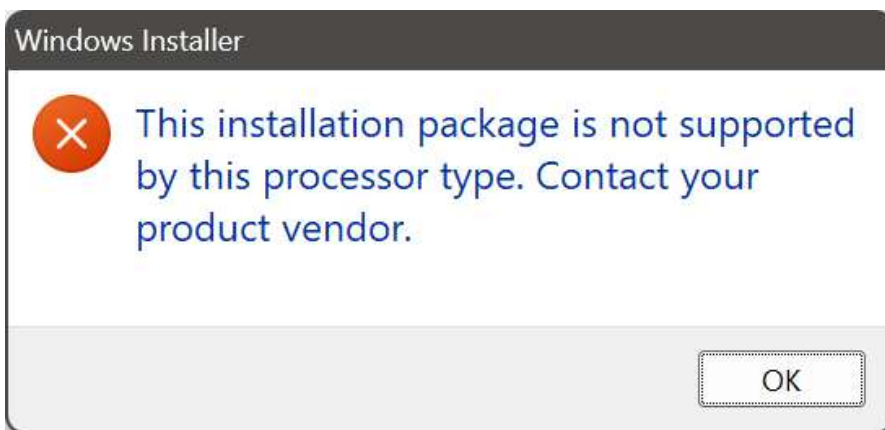 Windows Installer
This installation package is not supported
by this processor type. Contact your
product vendor.
OK